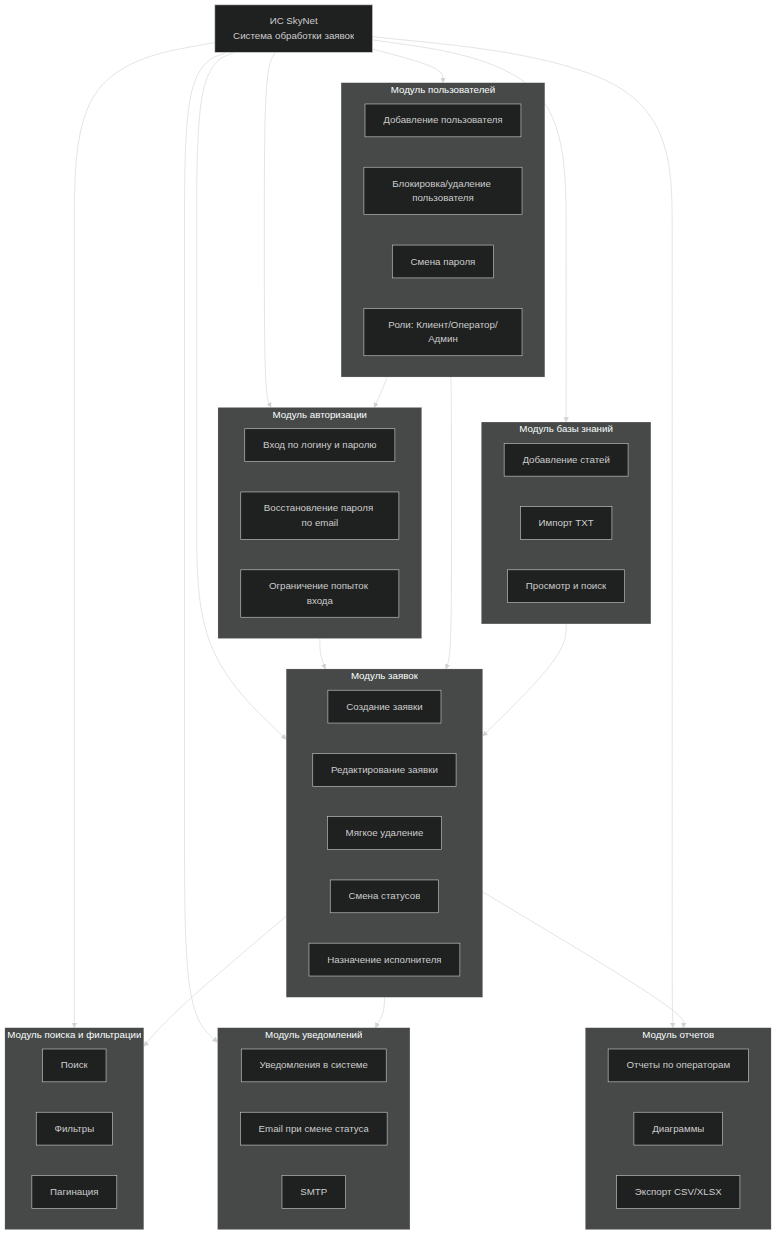 ИС SkyNet
Система обработки заявок
Модуль пользователей
Добавление пользователя
Блокировка/удаление
пользователя
Смена пароля
Роли: Клиент/Оператор/
Админ
Модуль авторизации
Вход по логину и паролю
Восстановление пароля
по email
Ограничение попыток
входа
Модуль базы знаний
Добавление статей
Импорт TXT
Просмотр и поиск
Модуль заявок
Создание заявки
Редактирование заявки
Мягкое удаление
Смена статусов
Назначение исполнителя
Модуль поиска и фильтрации
Поиск
Фильтры
Пагинация
Модуль уведомлений
Уведомления в системе
Email при смене статуса
SMTP
Модуль отчетов
Отчеты по операторам
Диаграммы
Экспорт CSV/XLSX